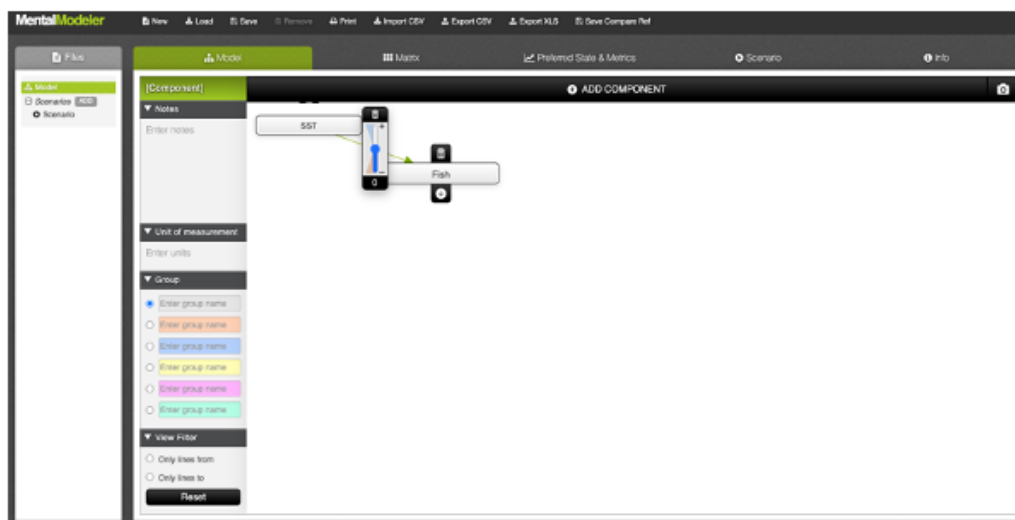 MentalModeler
New Load Save Remove Print Import CSV Export CSV Export XLS Save Compare Ref
Files Model Matrix Preferred State & Metrics Scenario Info
Model
Scenarios ADD
Scenario
[Component]
ADD COMPONENT
Notes
Enter notes
SST
+
-
0
Fish
Unit of measurement
Enter units
Group
Enter group name
Enter group name
Enter group name
Enter group name
Enter group name
Enter group name
View Filter
Only lines from
Only lines to
Reset